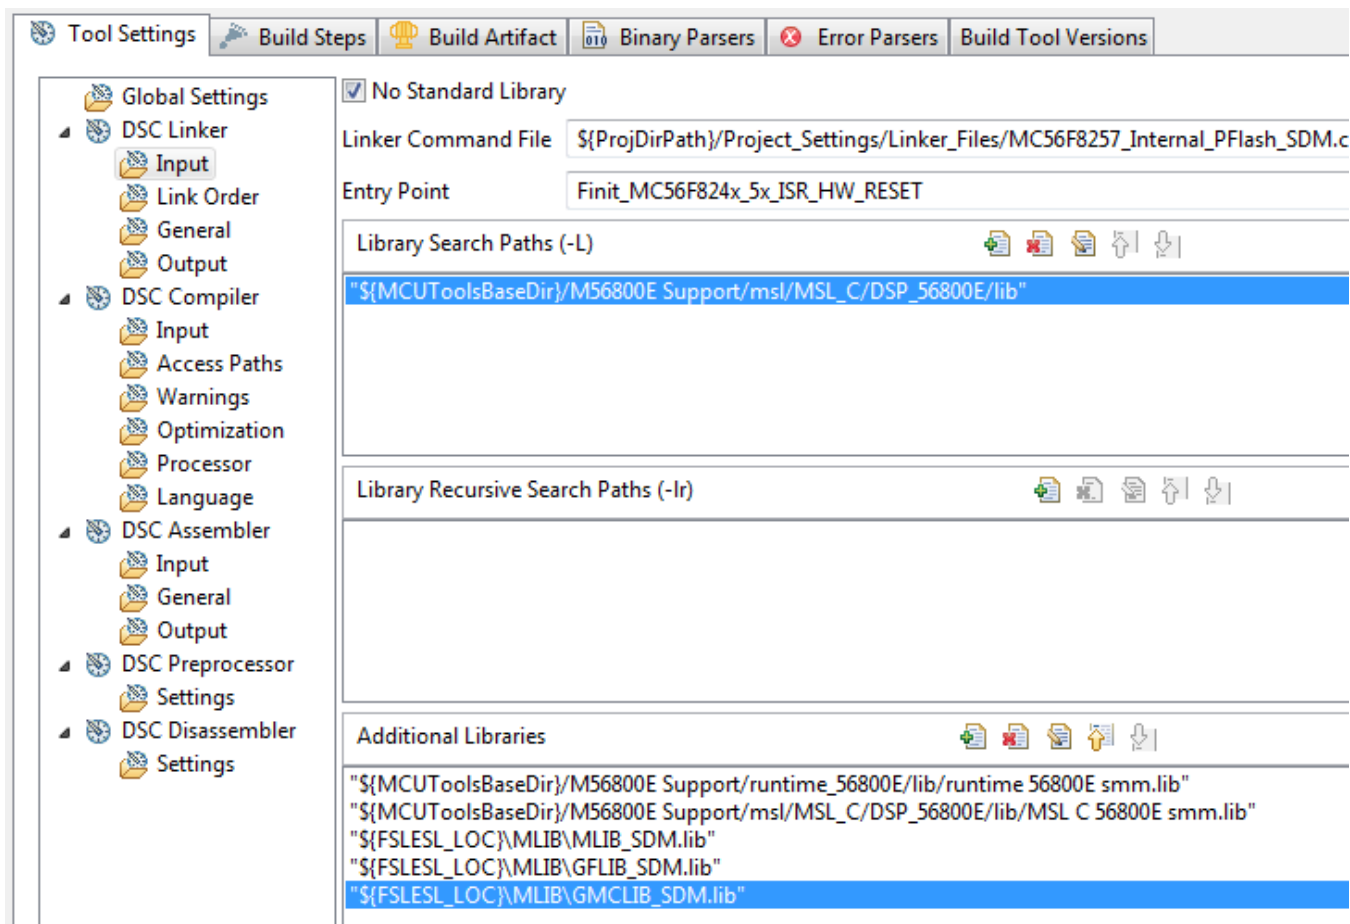 Tool Settings Build Steps Build Artifact Binary Parsers Error Parsers Build Tool Versions
Global Settings
DSC Linker
Input
Link Order
General
Output
DSC Compiler
Input
Access Paths
Warnings
Optimization
Processor
Language
DSC Assembler
Input
General
Output
DSC Preprocessor
Settings
DSC Disassembler
Settings
No Standard Library
Linker Command File ${ProjDirPath}/Project_Settings/Linker_Files/MC56F8257_Internal_PFlash_SDM.c
Entry Point Finit_MC56F824x_5x_ISR_HW_RESET
Library Search Paths (-L)
"${MCUToolsBaseDir}/M56800E Support/msl/MSL_C/DSP_56800E/lib"
Library Recursive Search Paths (-lr)
Additional Libraries
"${MCUToolsBaseDir}/M56800E Support/runtime_56800E/lib/runtime 56800E smm.lib"
"${MCUToolsBaseDir}/M56800E Support/msl/MSL_C/DSP_56800E/lib/MSL C 56800E smm.lib"
"${FSLESL_LOC}\MLIB\MLIB_SDM.lib"
"${FSLESL_LOC}\MLIB\GFLIB_SDM.lib"
"${FSLESL_LOC}\MLIB\GMCLIB_SDM.lib"